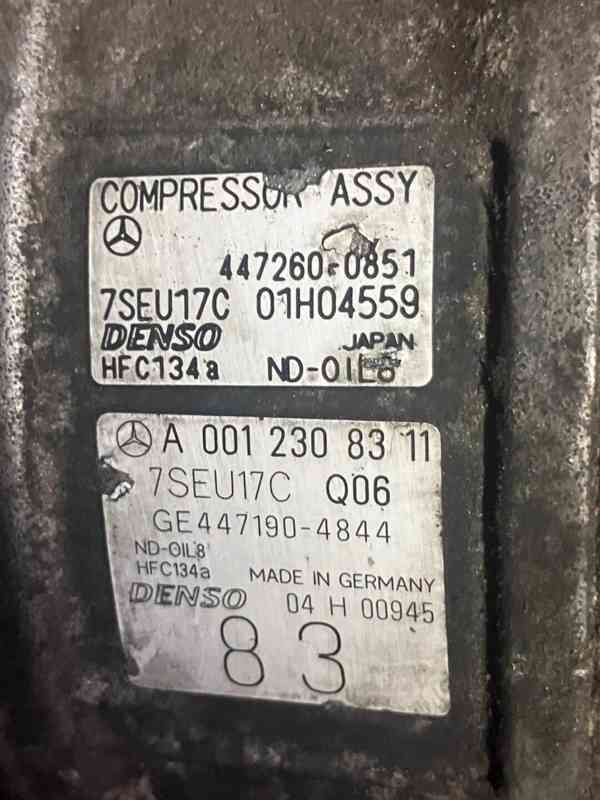 COMPRESSOR ASSY
447260-0851
7SEU17C 01H04559
DENSO JAPAN
HFC134a ND-OIL8
A 001 230 83 11
7SEU17C Q06
GE447190-4844
ND-OIL8
HFC134a MADE IN GERMANY
DENSO 04 H 00945
83